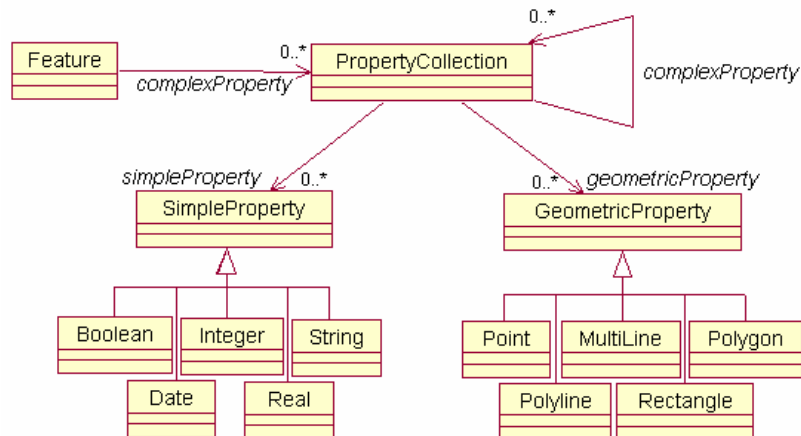 Feature
0..*
complexProperty
PropertyCollection
0..*
complexProperty
simpleProperty
0..*
SimpleProperty
0..*
geometricProperty
GeometricProperty
Boolean
Integer
String
Date
Real
Point
MultiLine
Polygon
Polyline
Rectangle